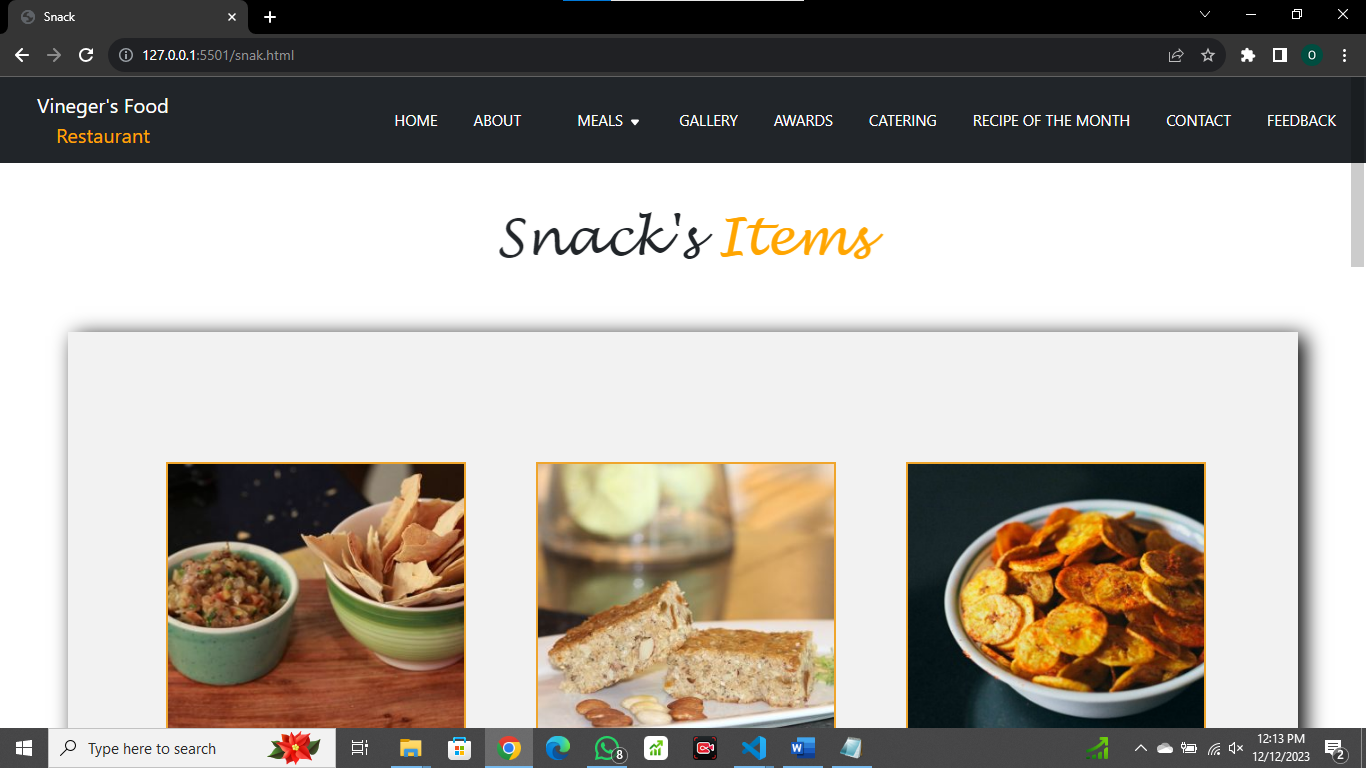 Snack
127.0.0.1:5501/snak.html
O
Vineger's Food
Restaurant
HOME ABOUT MEALS GALLERY AWARDS CATERING RECIPE OF THE MONTH CONTACT FEEDBACK
Snack's Items
Type here to search
8
12:13 PM
12/12/2023
2